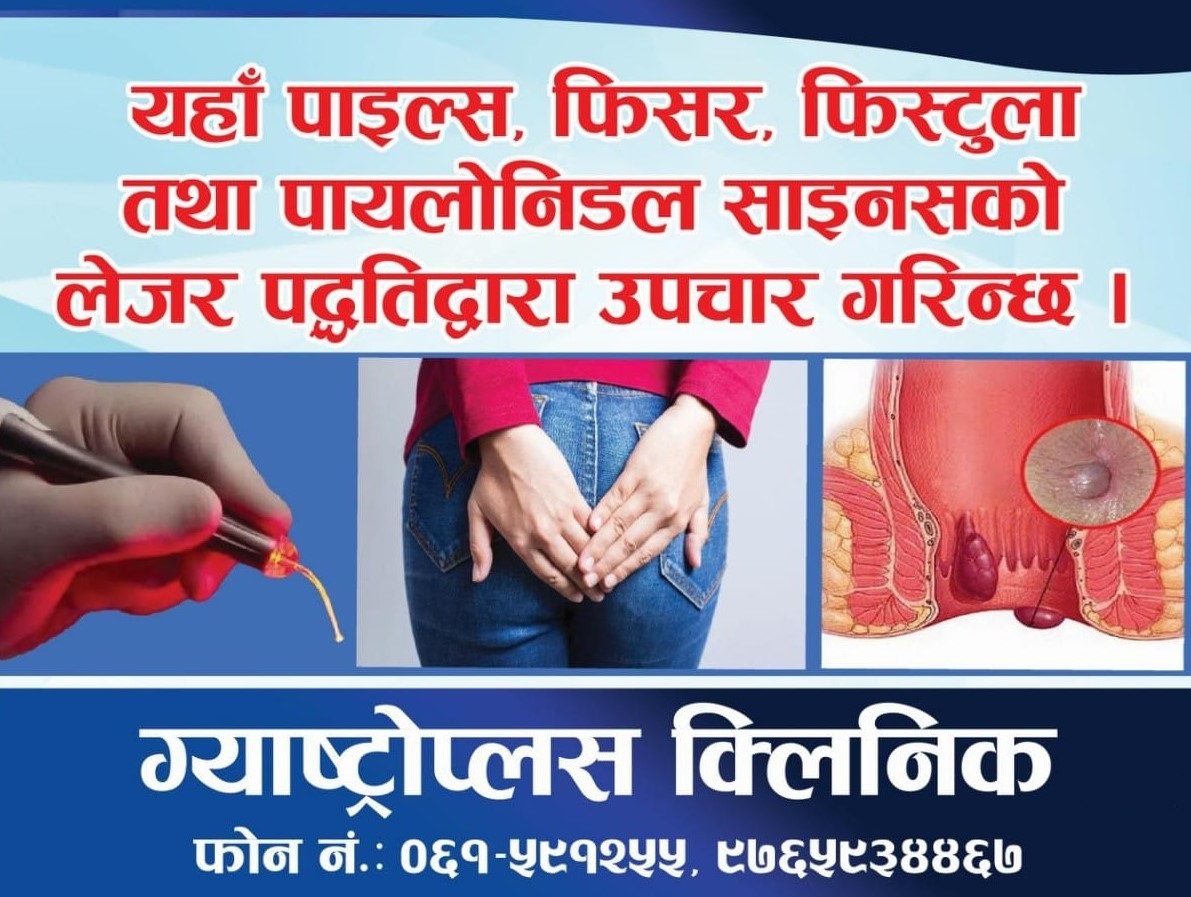 यहाँ पाइल्स, फिसर, फिस्टुला
तथा पायलोनिडल साइनसको
लेजर पद्धतिद्वारा उपचार गरिन्छ ।
ग्याष्ट्रोप्लस क्लिनिक
फोन नं.: ०६१-५९१२५५, ९७६५९३४४६७